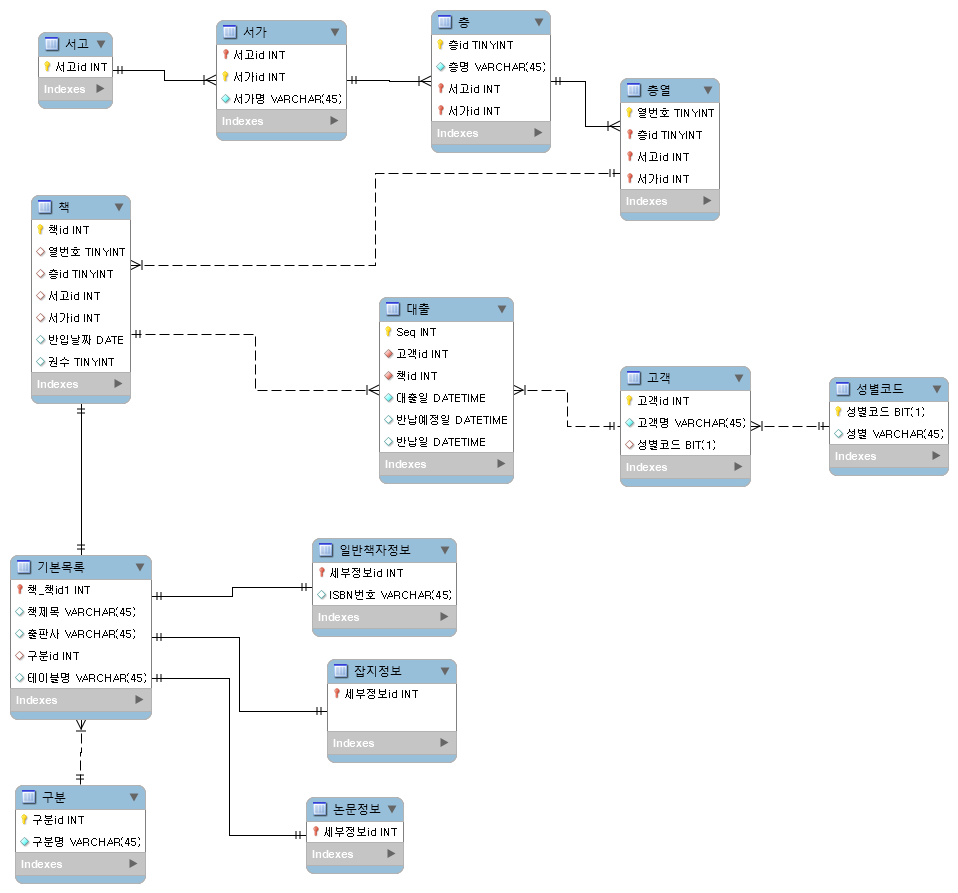 서고
서고id INT
Indexes
서가
서고id INT
서가id INT
서가명 VARCHAR(45)
Indexes
층
층id TINYINT
층명 VARCHAR(45)
서고id INT
서가id INT
Indexes
층열
열번호 TINYINT
층id TINYINT
서고id INT
서가id INT
Indexes
책
책id INT
열번호 TINYINT
층id TINYINT
서고id INT
서가id INT
반입날짜 DATE
권수 TINYINT
Indexes
대출
Seq INT
고객id INT
책id INT
대출일 DATETIME
반납예정일 DATETIME
반납일 DATETIME
Indexes
고객
고객id INT
고객명 VARCHAR(45)
성별코드 BIT(1)
Indexes
성별코드
성별코드 BIT(1)
성별 VARCHAR(45)
Indexes
기본목록
책_책id1 INT
책제목 VARCHAR(45)
출판사 VARCHAR(45)
구분id INT
테이블명 VARCHAR(45)
Indexes
일반책자정보
세부정보id INT
ISBN번호 VARCHAR(45)
Indexes
잡지정보
세부정보id INT
Indexes
구분
구분id INT
구분명 VARCHAR(45)
Indexes
논문정보
세부정보id INT
Indexes